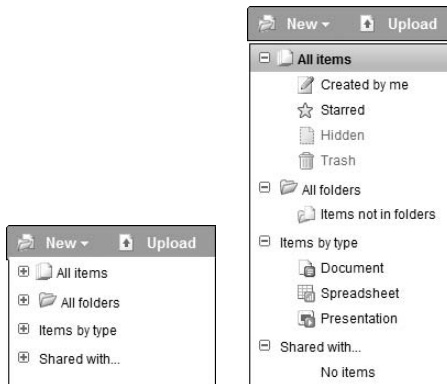 New Upload
All items
All folders
Items by type
Shared with...
New Upload
All items
Created by me
Starred
Hidden
Trash
All folders
Items not in folders
Items by type
Document
Spreadsheet
Presentation
Shared with...
No items